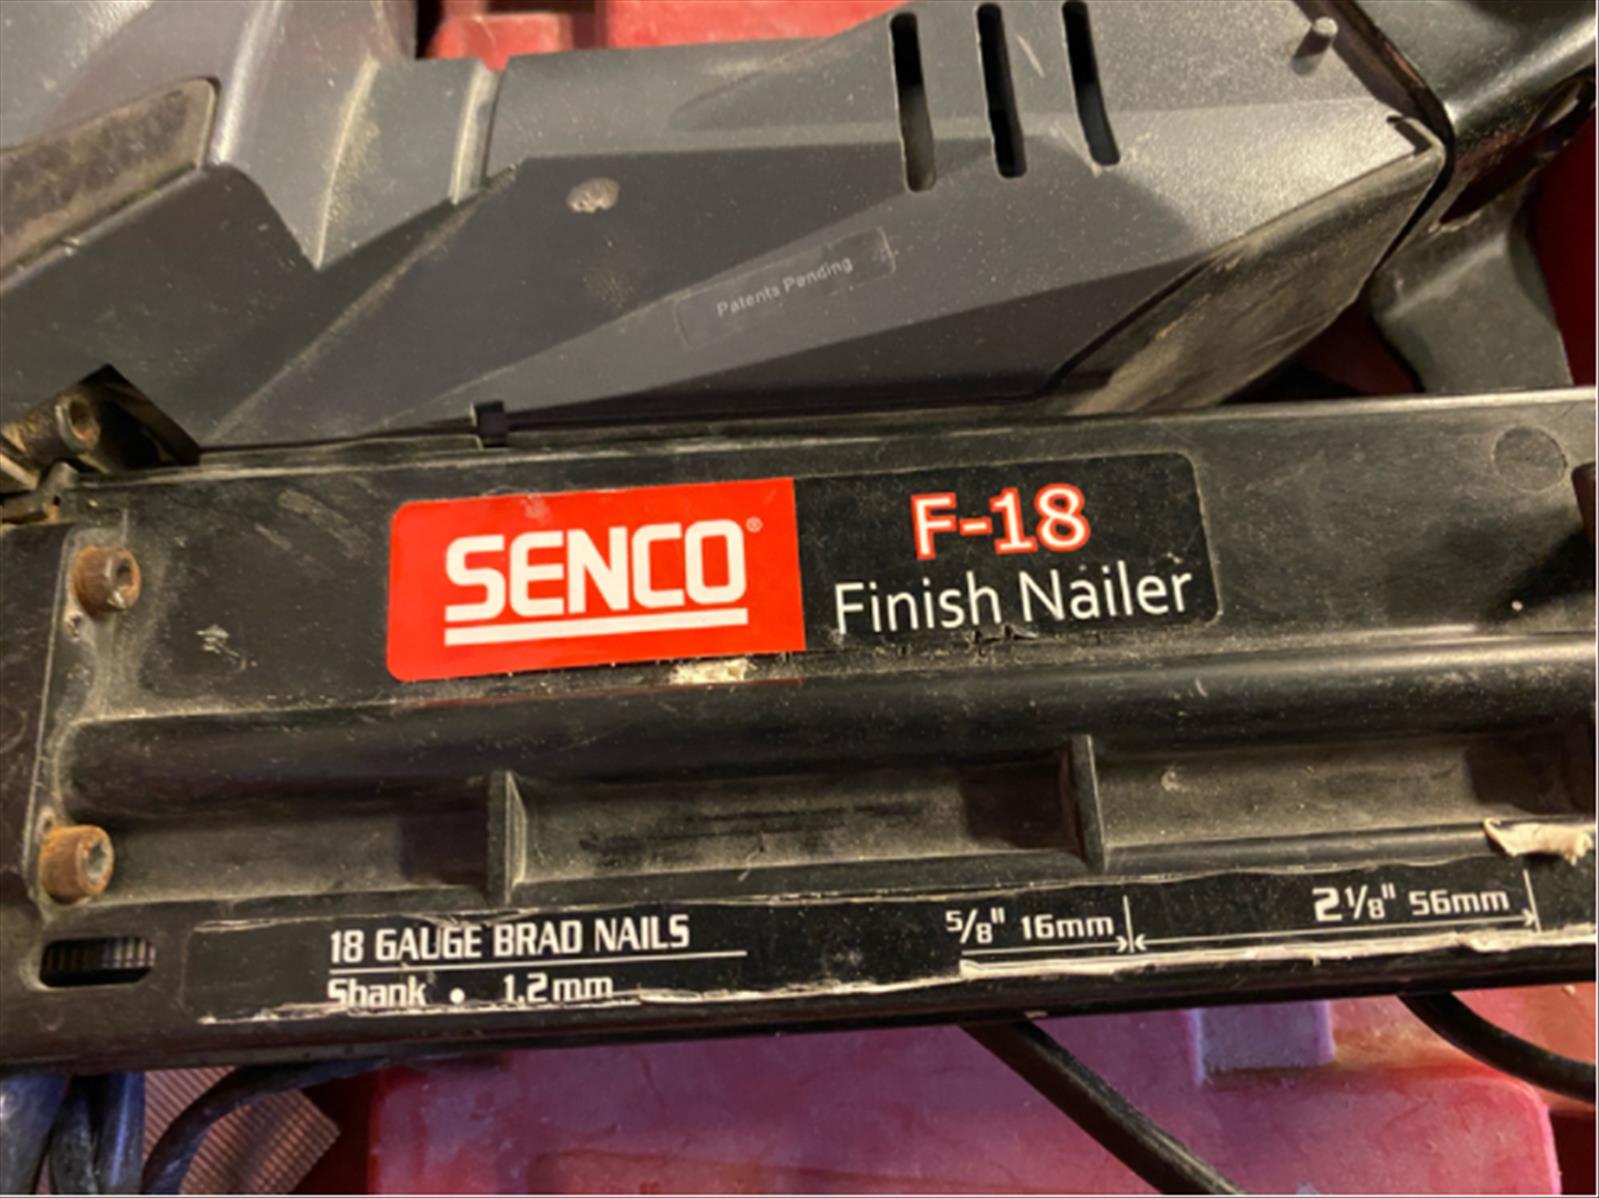 Patents Pending
SENCO®
F-18
Finish Nailer
18 GAUGE BRAD NAILS
Shank • 1.2mm
5/8" 16mm
2 1/8" 56mm